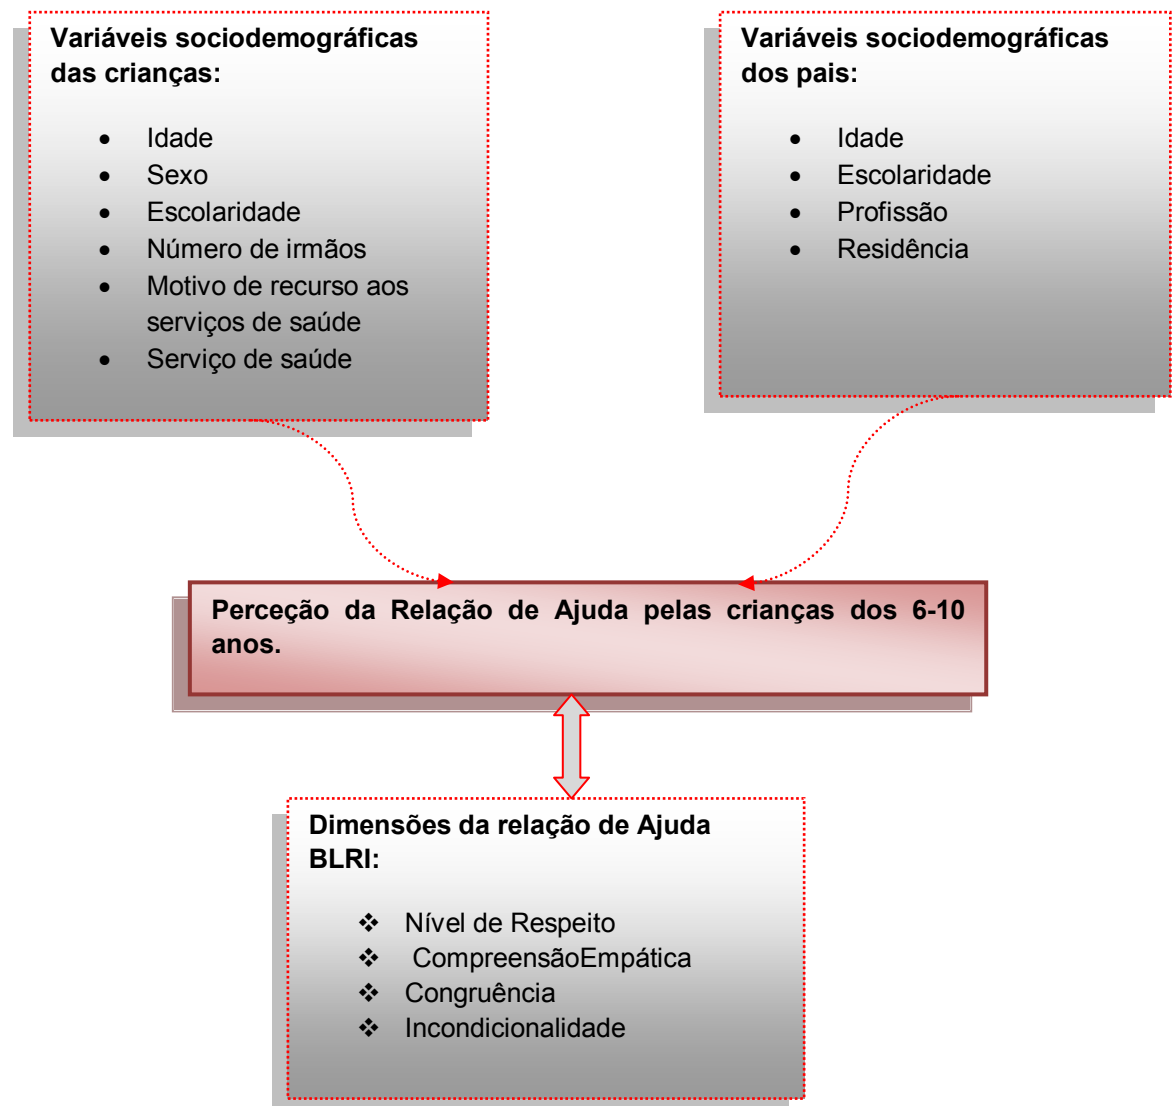 Variáveis sociodemográficas
das crianças:
• Idade
• Sexo
• Escolaridade
• Número de irmãos
• Motivo de recurso aos
serviços de saúde
• Serviço de saúde
Variáveis sociodemográficas
dos pais:
• Idade
• Escolaridade
• Profissão
• Residência
Perceção da Relação de Ajuda pelas crianças dos 6-10
anos.
Dimensões da relação de Ajuda
BLRI:
❖ Nível de Respeito
❖ CompreensãoEmpática
❖ Congruência
❖ Incondicionalidade